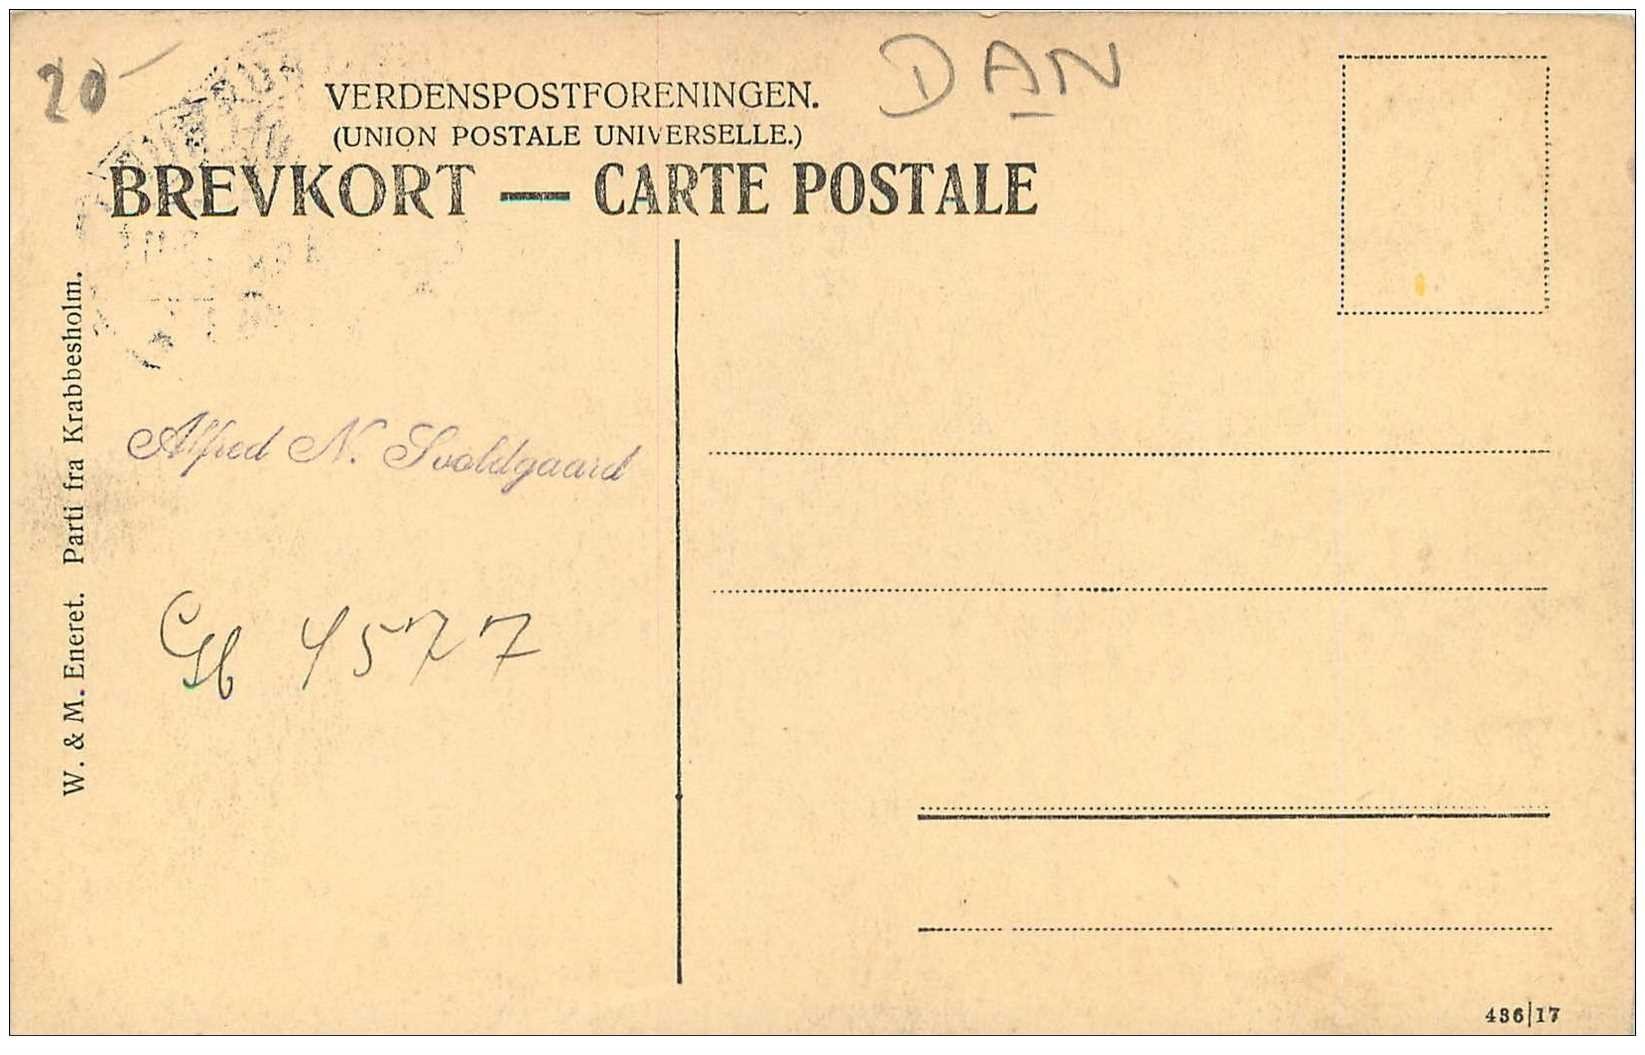 20
DAN
VERDENSPOSTFORENINGEN.
(UNION POSTALE UNIVERSELLE.)
BREVKORT — CARTE POSTALE
W. & M. Eneret. Parti fra Krabbesholm.
Alfred N. Svoldgaard
4577
436|17